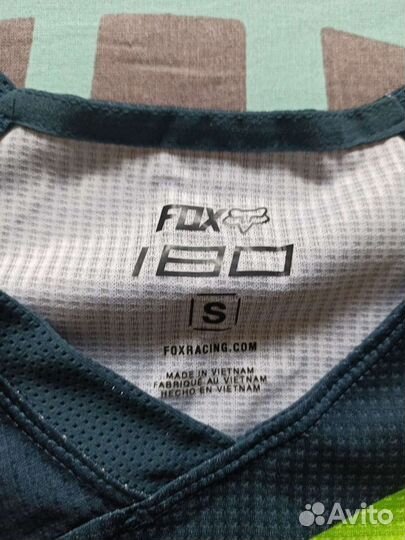 FOX
180
S
FOXRACING.COM
MADE IN VIETNAM
FABRIQUÉ AU VIETNAM
HECHO EN VIETNAM
Avito